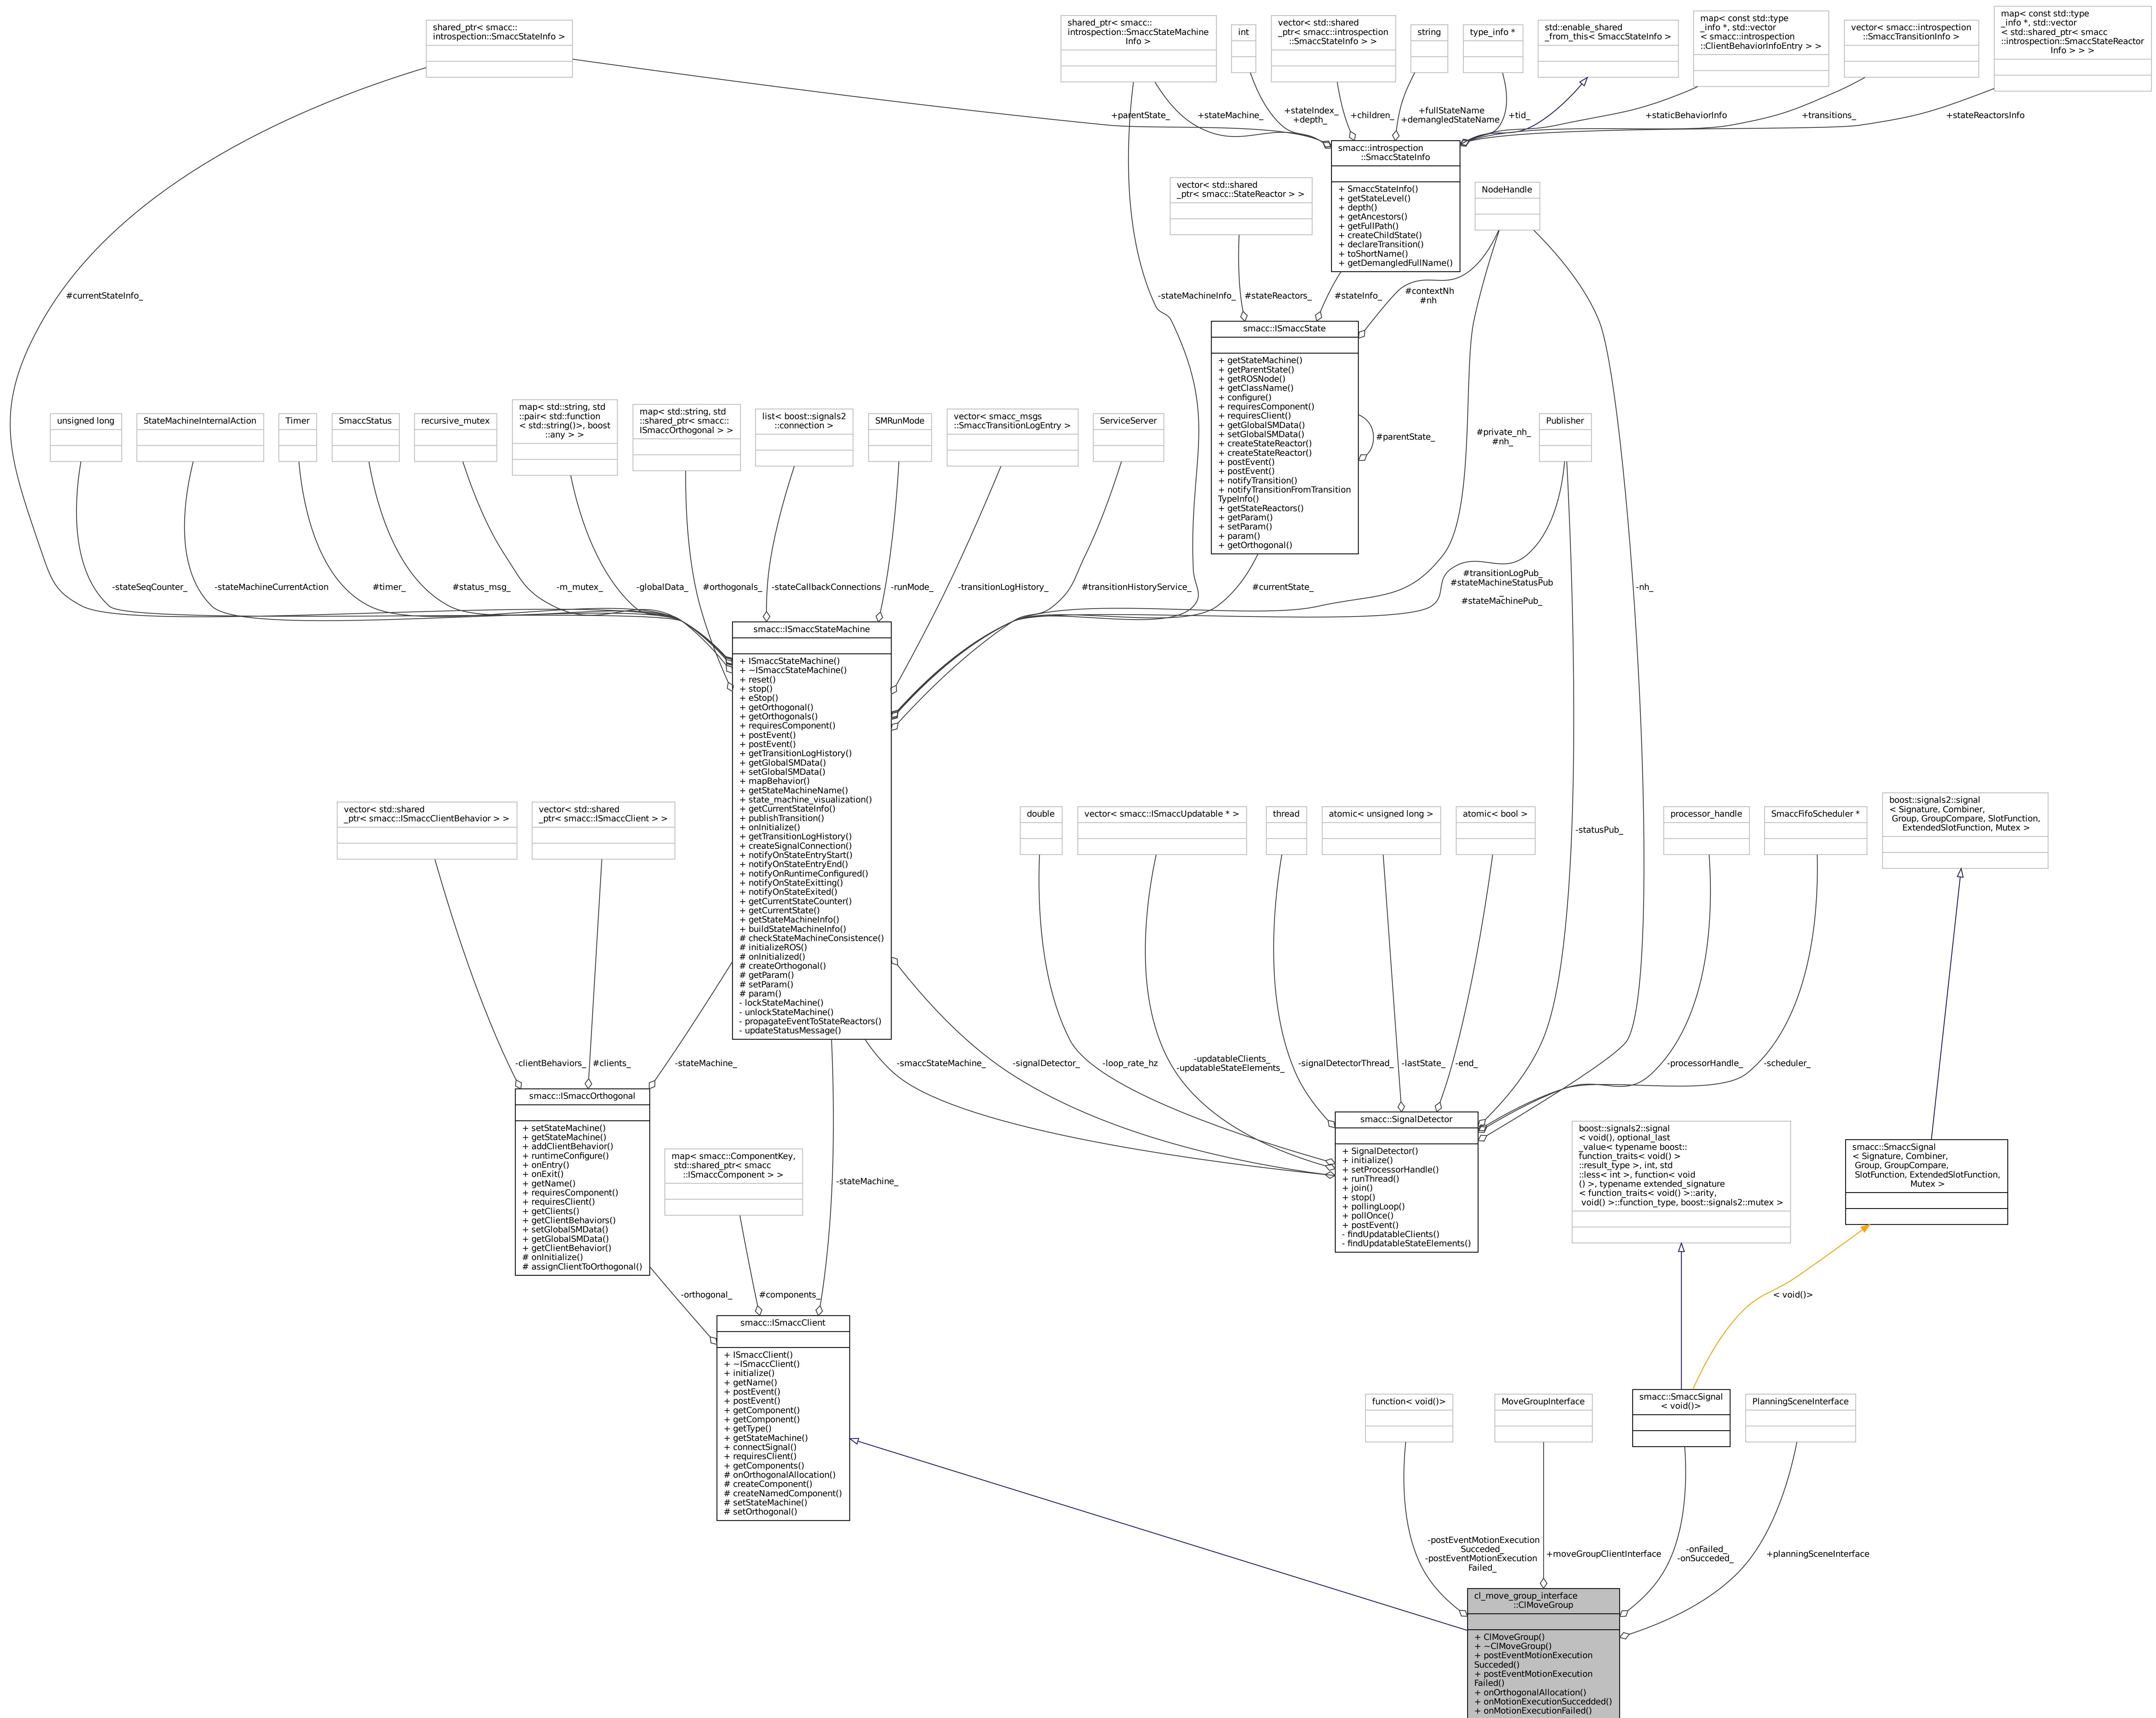 shared_ptr< smacc::
introspection::SmaccStateInfo >
shared_ptr< smacc::
introspection::SmaccStateMachine
Info >
int
vector< std::shared
_ptr< smacc::introspection
::SmaccStateInfo > >
string
type_info *
std::enable_shared
_from_this< SmaccStateInfo >
map< const std::type
_info *, std::vector
< smacc::introspection
::ClientBehaviorInfoEntry > >
vector< smacc::introspection
::SmaccTransitionInfo >
map< const std::type
_info *, std::vector
< std::shared_ptr< smacc
::introspection::SmaccStateReactor
Info > > >
+parentState_
+stateMachine_
+stateIndex_
+depth_
+children_
+fullStateName
+demangledStateName
+tid_
+staticBehaviorInfo
+transitions_
+stateReactorsInfo
smacc::introspection
::SmaccStateInfo
+ SmaccStateInfo()
+ getStateLevel()
+ depth()
+ getAncestors()
+ getFullPath()
+ createChildState()
+ declareTransition()
+ toShortName()
+ getDemangledFullName()
vector< std::shared
_ptr< smacc::StateReactor > >
NodeHandle
#currentStateInfo_
-stateMachineInfo_
#stateReactors_
#stateInfo_
#contextNh
#nh
smacc::ISmaccState
+ getStateMachine()
+ getParentState()
+ getROSNode()
+ getClassName()
+ configure()
+ requiresComponent()
+ requiresClient()
+ getGlobalSMData()
+ setGlobalSMData()
+ createStateReactor()
+ createStateReactor()
+ postEvent()
+ postEvent()
+ notifyTransition()
+ notifyTransitionFromTransition
TypeInfo()
+ getStateReactors()
+ getParam()
+ setParam()
+ param()
+ getOrthogonal()
#parentState_
#private_nh_
#nh_
unsigned long
StateMachineInternalAction
Timer
SmaccStatus
recursive_mutex
map< std::string, std
::pair< std::function
< std::string()>, boost
::any > >
map< std::string, std
::shared_ptr< smacc::
ISmaccOrthogonal > >
list< boost::signals2
::connection >
SMRunMode
vector< smacc_msgs
::SmaccTransitionLogEntry >
ServiceServer
Publisher
-stateSeqCounter_
-stateMachineCurrentAction
#timer_
#status_msg_
-m_mutex_
-globalData_
#orthogonals_
-stateCallbackConnections
-runMode_
-transitionLogHistory_
#transitionHistoryService_
#currentState_
#transitionLogPub_
#stateMachineStatusPub
_
#stateMachinePub_
-nh_
smacc::ISmaccStateMachine
+ ISmaccStateMachine()
+ ~ISmaccStateMachine()
+ reset()
+ stop()
+ eStop()
+ getOrthogonal()
+ getOrthogonals()
+ requiresComponent()
+ postEvent()
+ postEvent()
+ getTransitionLogHistory()
+ getGlobalSMData()
+ setGlobalSMData()
+ mapBehavior()
+ getStateMachineName()
+ state_machine_visualization()
+ getCurrentStateInfo()
+ publishTransition()
+ onInitialize()
+ getTransitionLogHistory()
+ createSignalConnection()
+ notifyOnStateEntryStart()
+ notifyOnStateEntryEnd()
+ notifyOnRuntimeConfigured()
+ notifyOnStateExitting()
+ notifyOnStateExited()
+ getCurrentStateCounter()
+ getCurrentState()
+ getStateMachineInfo()
+ buildStateMachineInfo()
# checkStateMachineConsistence()
# initializeROS()
# onInitialized()
# createOrthogonal()
# getParam()
# setParam()
# param()
- lockStateMachine()
- unlockStateMachine()
- propagateEventToStateReactors()
- updateStatusMessage()
vector< std::shared
_ptr< smacc::ISmaccClientBehavior > >
vector< std::shared
_ptr< smacc::ISmaccClient > >
double
vector< smacc::ISmaccUpdatable * >
thread
atomic< unsigned long >
atomic< bool >
-statusPub_
processor_handle
SmaccFifoScheduler *
boost::signals2::signal
< Signature, Combiner,
Group, GroupCompare, SlotFunction,
ExtendedSlotFunction, Mutex >
-clientBehaviors_
#clients_
-stateMachine_
-smaccStateMachine_
-signalDetector_
-loop_rate_hz
-updatableClients_
-updatableStateElements_
-signalDetectorThread_
-lastState_
-end_
-processorHandle_
-scheduler_
smacc::ISmaccOrthogonal
+ setStateMachine()
+ getStateMachine()
+ addClientBehavior()
+ runtimeConfigure()
+ onEntry()
+ onExit()
+ getName()
+ requiresComponent()
+ requiresClient()
+ getClients()
+ getClientBehaviors()
+ setGlobalSMData()
+ getGlobalSMData()
+ getClientBehavior()
# onInitialize()
# assignClientToOrthogonal()
map< smacc::ComponentKey,
std::shared_ptr< smacc
::ISmaccComponent > >
-stateMachine_
smacc::SignalDetector
+ SignalDetector()
+ initialize()
+ setProcessorHandle()
+ runThread()
+ join()
+ stop()
+ pollingLoop()
+ pollOnce()
+ postEvent()
- findUpdatableClients()
- findUpdatableStateElements()
boost::signals2::signal
< void(), optional_last
_value< typename boost::
function_traits< void() >
::result_type >, int, std
::less< int >, function< void
() >, typename extended_signature
< function_traits< void() >::arity,
void() >::function_type, boost::signals2::mutex >
smacc::SmaccSignal
< Signature, Combiner,
Group, GroupCompare,
SlotFunction, ExtendedSlotFunction,
Mutex >
-orthogonal_
#components_
< void()>
smacc::ISmaccClient
+ ISmaccClient()
+ ~ISmaccClient()
+ initialize()
+ getName()
+ postEvent()
+ postEvent()
+ getComponent()
+ getComponent()
+ getType()
+ getStateMachine()
+ connectSignal()
+ requiresClient()
+ getComponents()
# onOrthogonalAllocation()
# createComponent()
# createNamedComponent()
# setStateMachine()
# setOrthogonal()
function< void()>
MoveGroupInterface
smacc::SmaccSignal
< void()>
PlanningSceneInterface
-postEventMotionExecution
Succeded_
-postEventMotionExecution
Failed_
+moveGroupClientInterface
-onFailed_
-onSucceded_
+planningSceneInterface
cl_move_group_interface
::ClMoveGroup
+ ClMoveGroup()
+ ~ClMoveGroup()
+ postEventMotionExecution
Succeded()
+ postEventMotionExecution
Failed()
+ onOrthogonalAllocation()
+ onMotionExecutionSuccedded()
+ onMotionExecutionFailed()